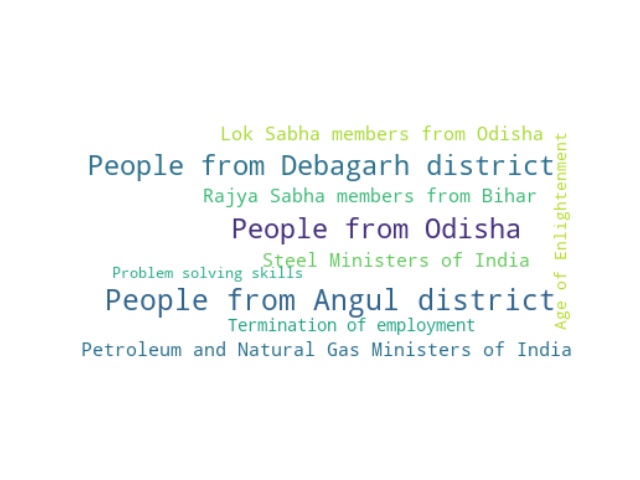 Lok Sabha members from Odisha
People from Debagarh district
Rajya Sabha members from Bihar
People from Odisha
Steel Ministers of India
Problem solving skills
People from Angul district
Termination of employment
Petroleum and Natural Gas Ministers of India
Age of Enlightenment